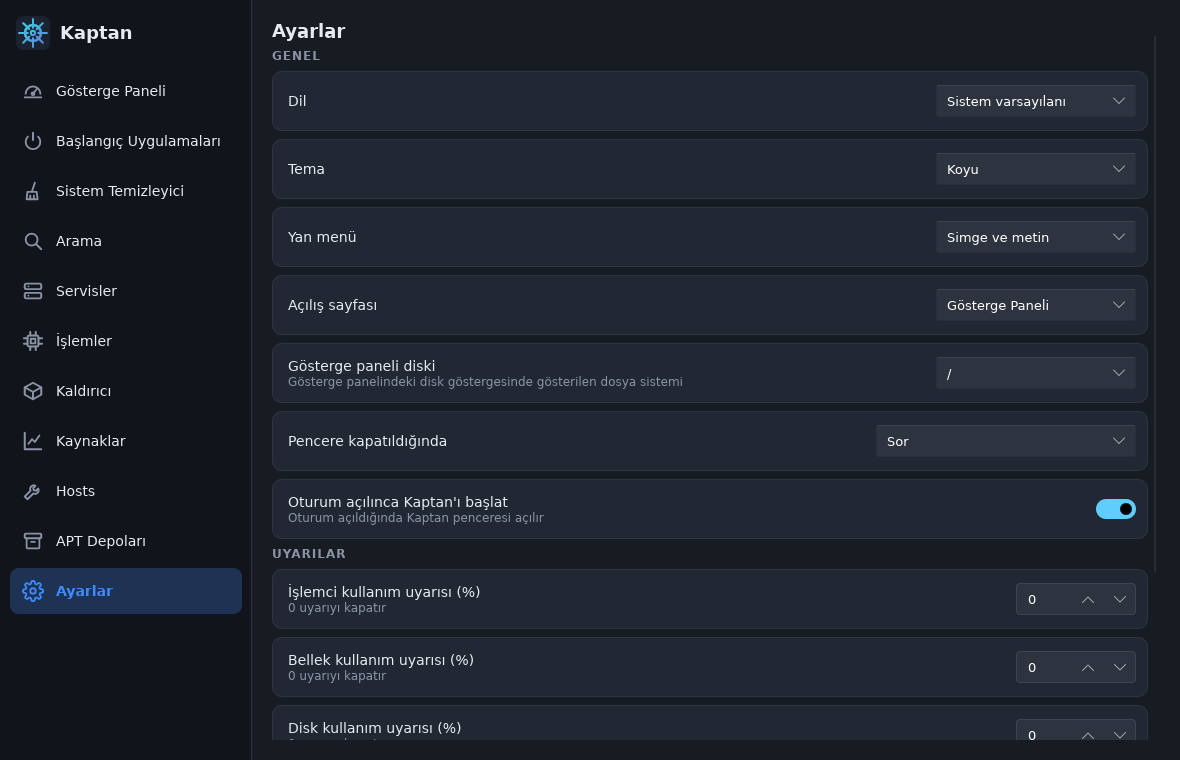 Kaptan
Gösterge Paneli
Başlangıç Uygulamaları
Sistem Temizleyici
Arama
Servisler
İşlemler
Kaldırıcı
Kaynaklar
Hosts
APT Depoları
Ayarlar
Ayarlar
GENEL
Dil
Sistem varsayılanı
Tema
Koyu
Yan menü
Simge ve metin
Açılış sayfası
Gösterge Paneli
Gösterge paneli diski
Gösterge panelindeki disk göstergesinde gösterilen dosya sistemi
/
Pencere kapatıldığında
Sor
Oturum açılınca Kaptan'ı başlat
Oturum açıldığında Kaptan penceresi açılır
UYARILAR
İşlemci kullanım uyarısı (%)
0 uyarıyı kapatır
0
Bellek kullanım uyarısı (%)
0 uyarıyı kapatır
0
Disk kullanım uyarısı (%)
0